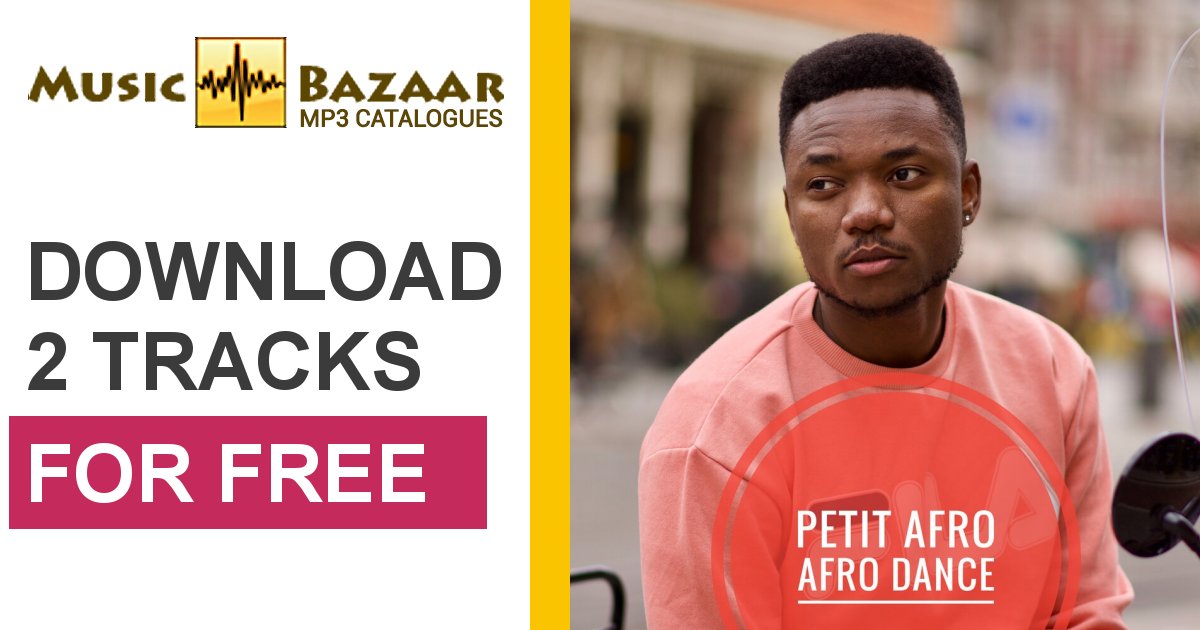 MUSIC BAZAAR
MP3 CATALOGUES
DOWNLOAD
2 TRACKS
FOR FREE
PETIT AFRO
AFRO DANCE